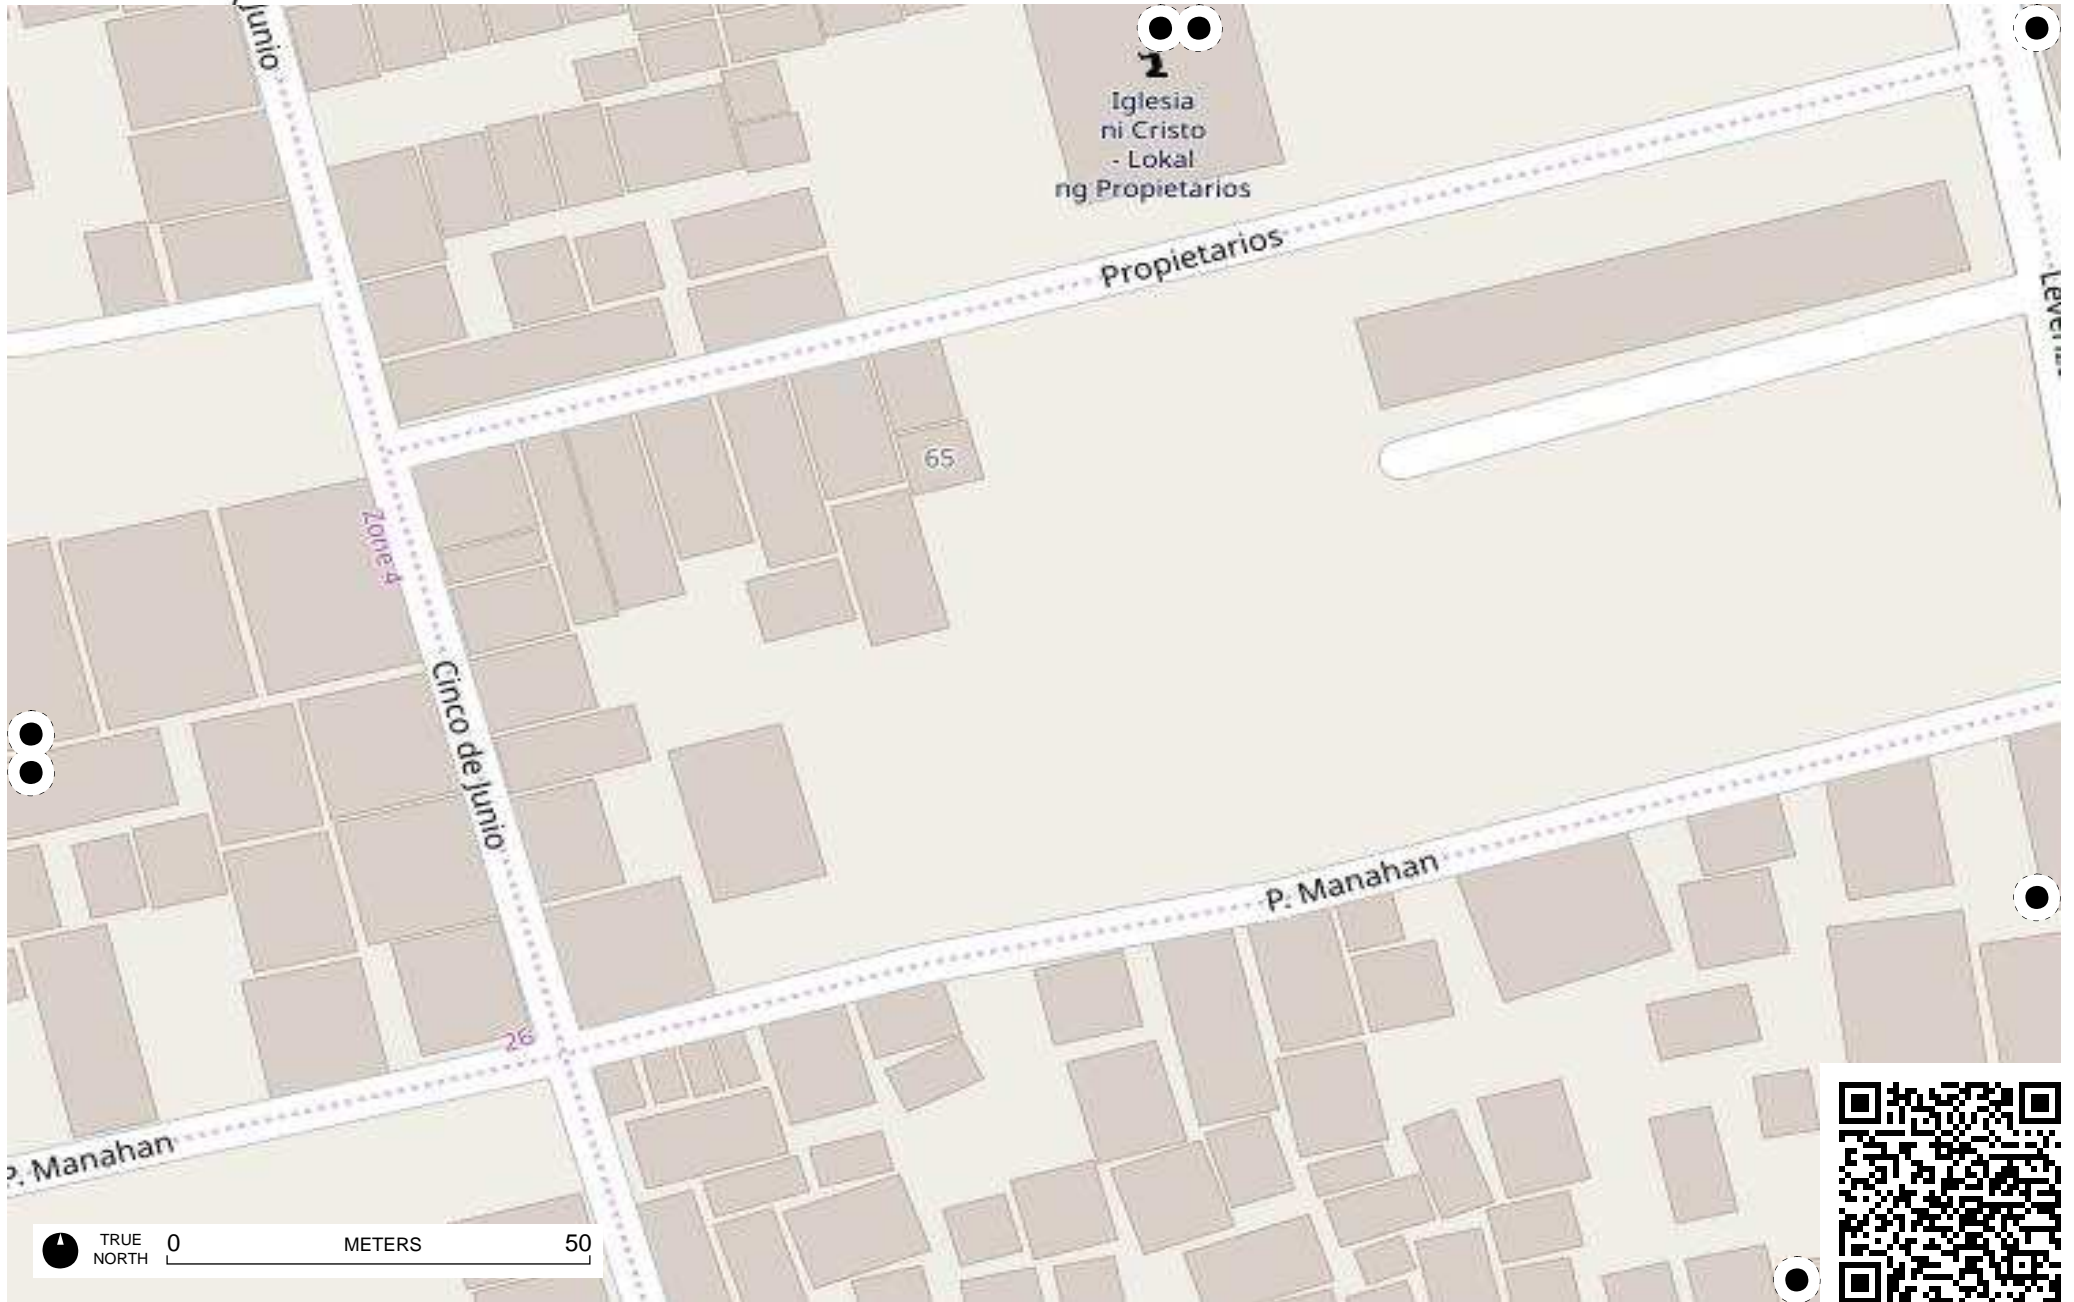 Junio
Iglesia
ni Cristo
- Lokal
ng Propietarios
Propietarios
65
Zone 4
Cinco de Junio
P. Manahan
26
P. Manahan
TRUE
NORTH
0
METERS
50